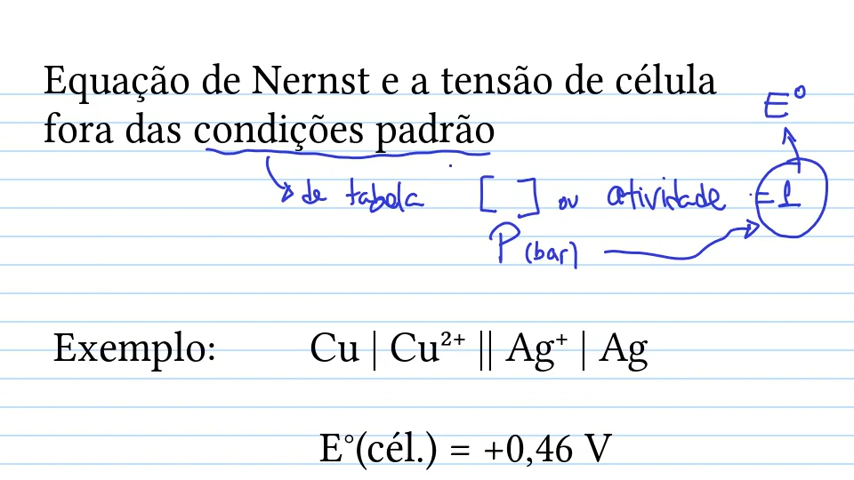 Equação de Nernst e a tensão de célula
fora das condições padrão
E°
de tabela [ ] ou atividade = 1
P(bar)
Exemplo: Cu | Cu²⁺ || Ag⁺ | Ag
E°(cél.) = +0,46 V